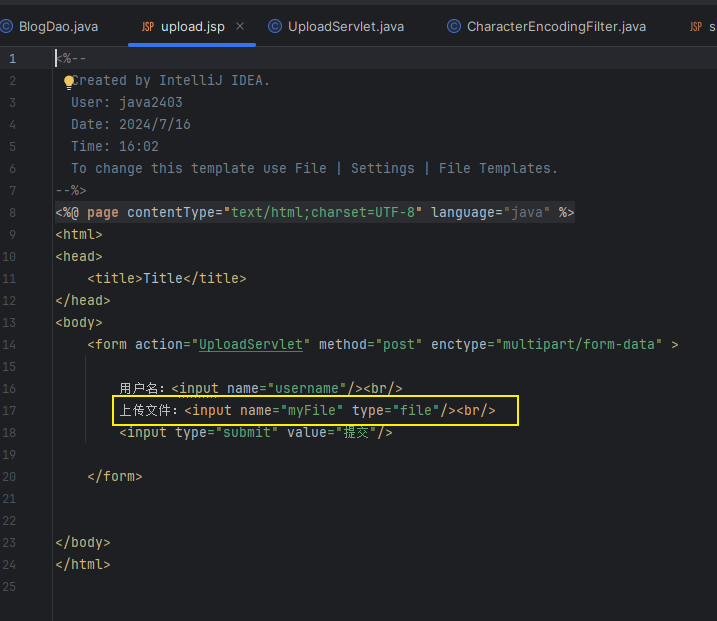 BlogDao.java JSP upload.jsp × UploadServlet.java CharacterEncodingFilter.java JSP s
1 <%--
2 Created by IntelliJ IDEA.
3 User: java2403
4 Date: 2024/7/16
5 Time: 16:02
6 To change this template use File | Settings | File Templates.
7 --%>
8 <%@ page contentType="text/html;charset=UTF-8" language="java" %>
9 <html>
10 <head>
11 <title>Title</title>
12 </head>
13 <body>
14 <form action="UploadServlet" method="post" enctype="multipart/form-data" >
15
16 用户名：<input name="username"/><br/>
17 上传文件：<input name="myFile" type="file"/><br/>
18 <input type="submit" value="提交"/>
19
20 </form>
21
22
23 </body>
24 </html>
25